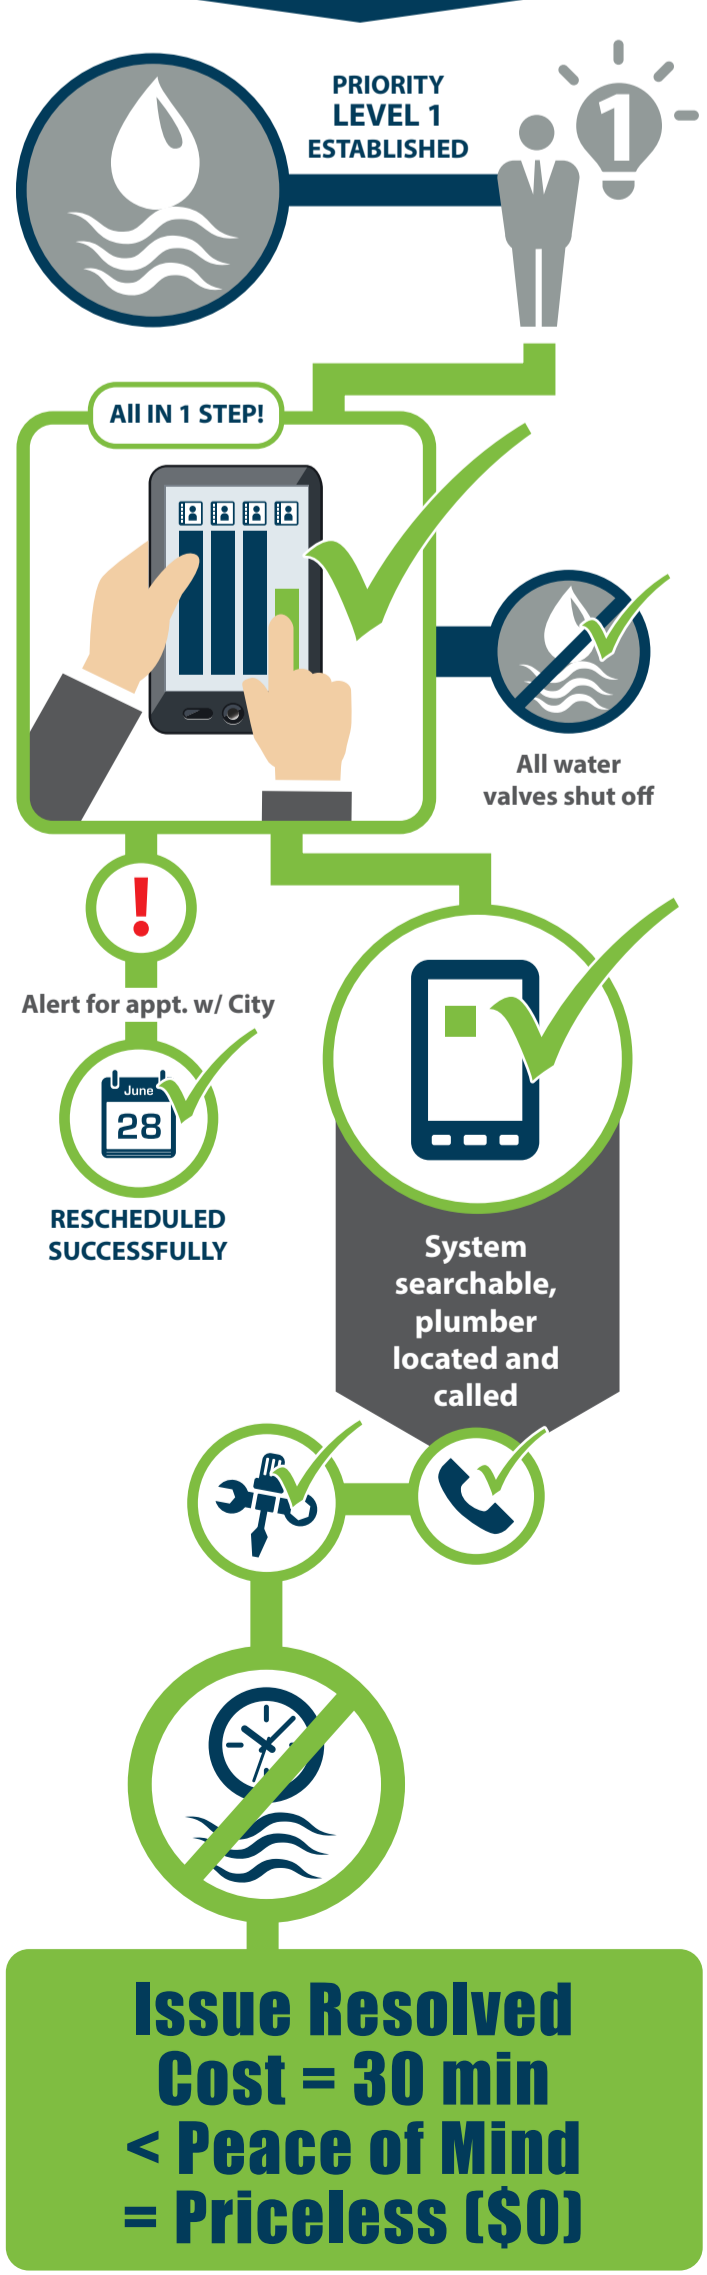 PRIORITY
LEVEL 1
ESTABLISHED
1
All IN 1 STEP!
All water
valves shut off
!
Alert for appt. w/ City
June
28
RESCHEDULED
SUCCESSFULLY
System
searchable,
plumber
located and
called
Issue Resolved
Cost = 30 min
< Peace of Mind
= Priceless ($0)